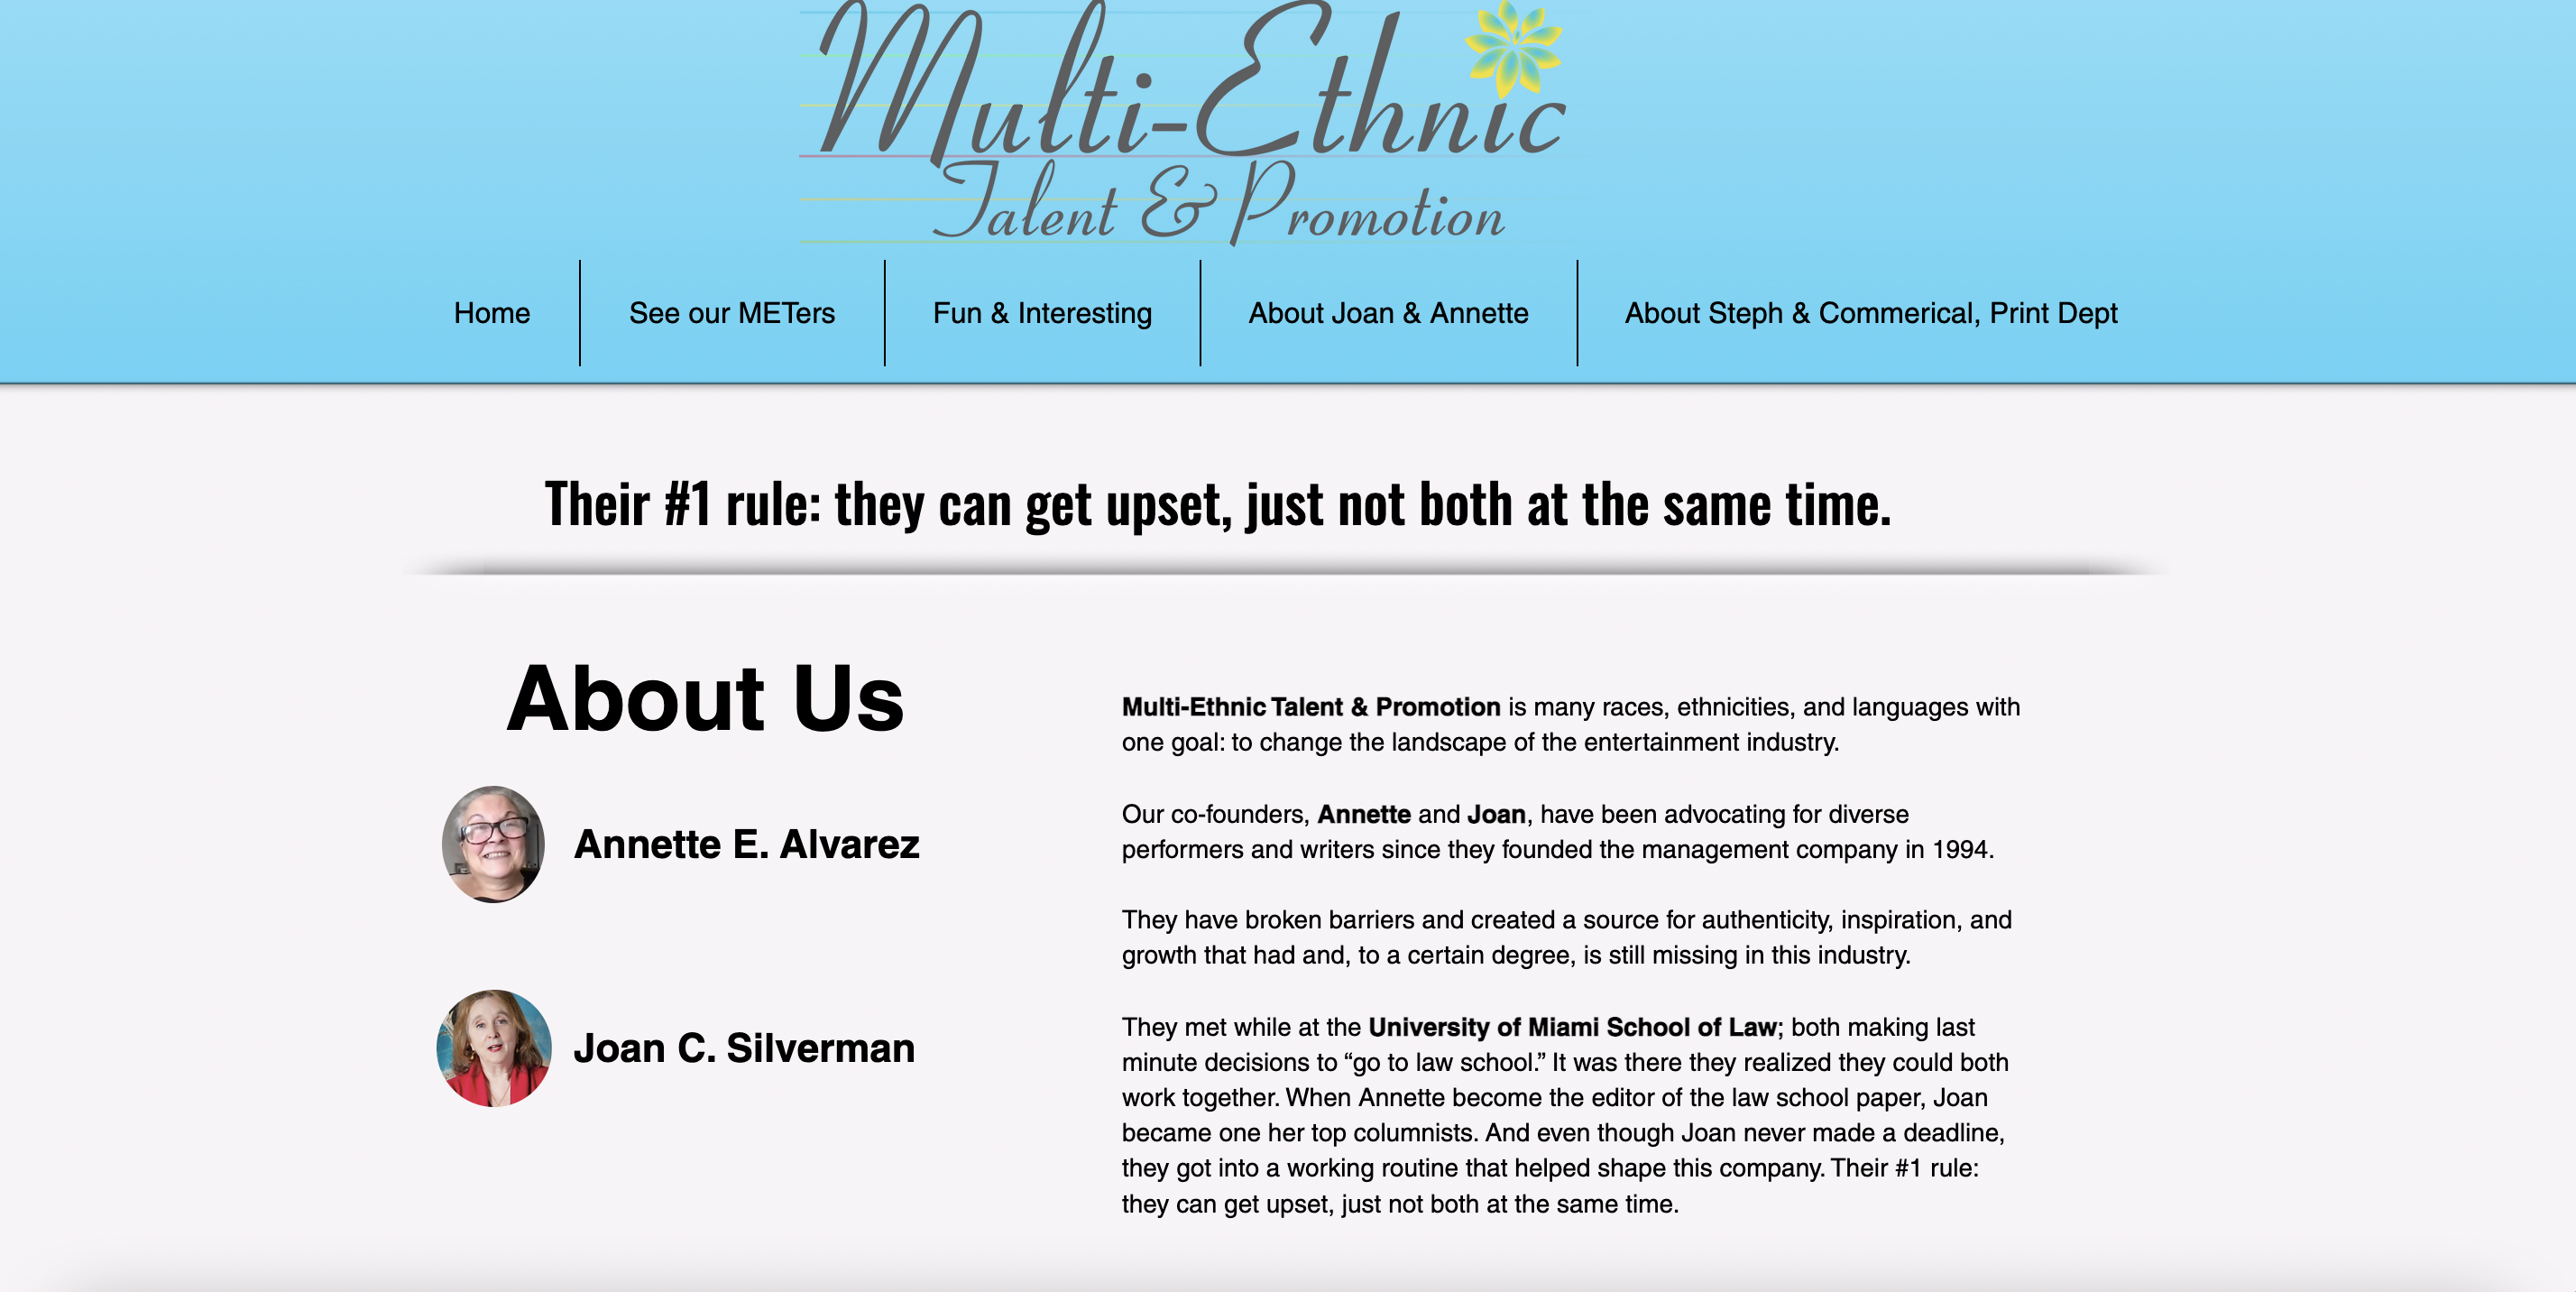 Multi-Ethnic
Talent & Promotion
Home
See our METers
Fun & Interesting
About Joan & Annette
About Steph & Commerical, Print Dept
Their #1 rule: they can get upset, just not both at the same time.
About Us
Annette E. Alvarez
Joan C. Silverman
Multi-Ethnic Talent & Promotion is many races, ethnicities, and languages with
one goal: to change the landscape of the entertainment industry.
Our co-founders, Annette and Joan, have been advocating for diverse
performers and writers since they founded the management company in 1994.
They have broken barriers and created a source for authenticity, inspiration, and
growth that had and, to a certain degree, is still missing in this industry.
They met while at the University of Miami School of Law; both making last
minute decisions to “go to law school.” It was there they realized they could both
work together. When Annette become the editor of the law school paper, Joan
became one her top columnists. And even though Joan never made a deadline,
they got into a working routine that helped shape this company. Their #1 rule:
they can get upset, just not both at the same time.